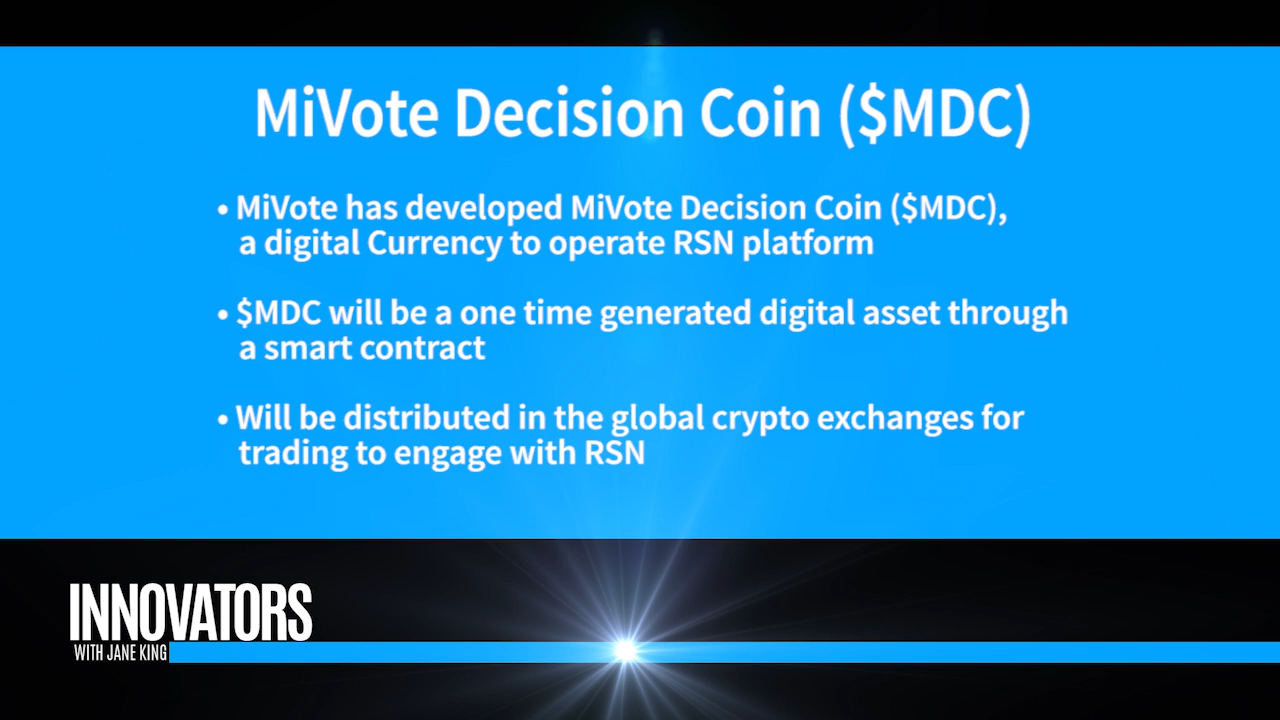 MiVote Decision Coin ($MDC)
• MiVote has developed MiVote Decision Coin ($MDC),
a digital Currency to operate RSN platform
• $MDC will be a one time generated digital asset through
a smart contract
• Will be distributed in the global crypto exchanges for
trading to engage with RSN
INNOVATORS
WITH JANE KING